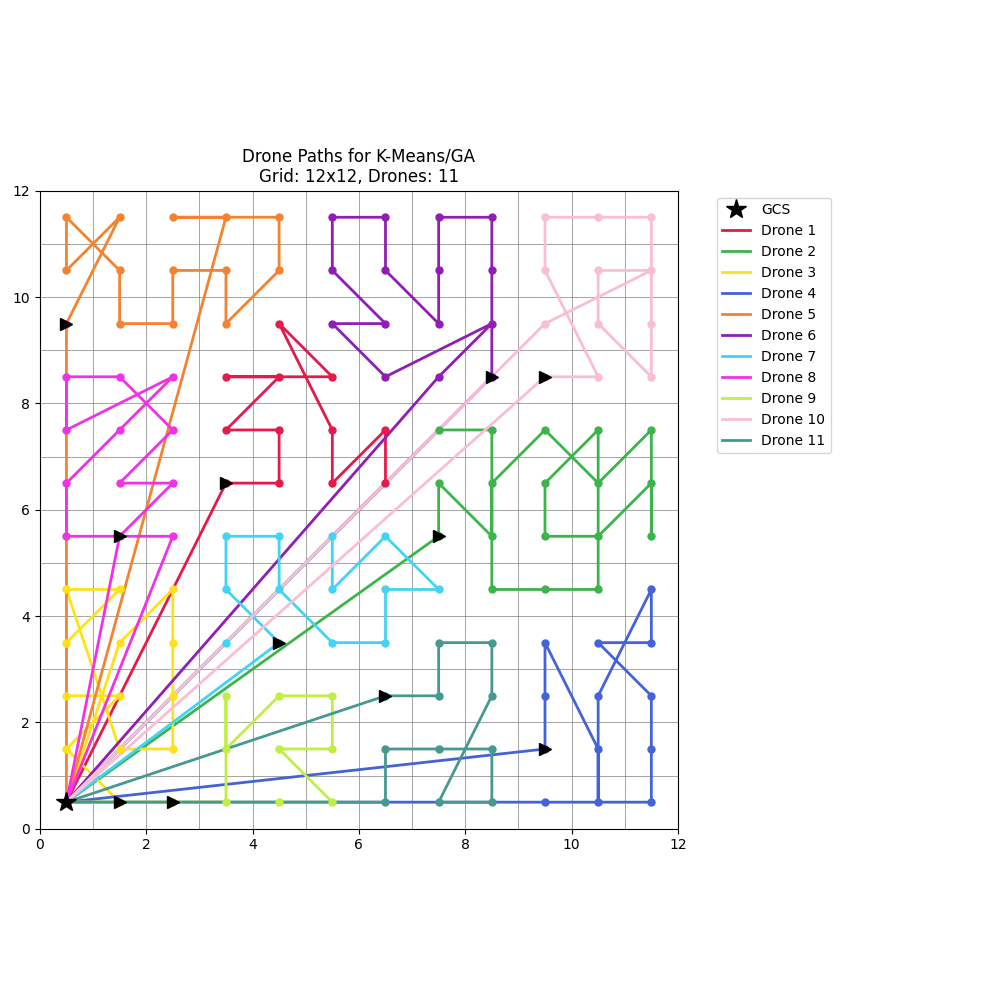 Drone Paths for K-Means/GA
Grid: 12x12, Drones: 11
12
10
8
6
4
2
0
0 2 4 6 8 10 12
GCS
Drone 1
Drone 2
Drone 3
Drone 4
Drone 5
Drone 6
Drone 7
Drone 8
Drone 9
Drone 10
Drone 11